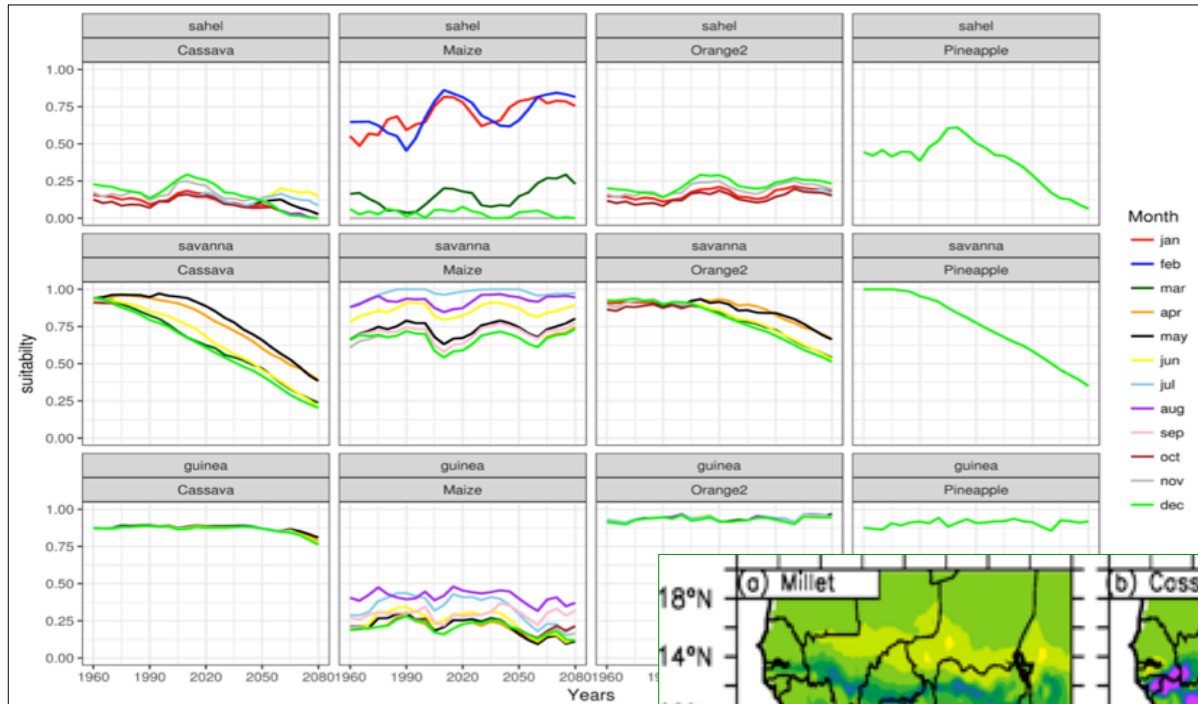 sahel sahel sahel sahel
Cassava Maize Orange2 Pineapple
1.00
0.75
0.50
0.25
0.00
savanna savanna savanna savanna
Cassava Maize Orange2 Pineapple
1.00
0.75
0.50
0.25
0.00
suitabilty
guinea guinea guinea guinea
Cassava Maize Orange2 Pineapple
1.00
0.75
0.50
0.25
0.00
1960 1990 2020 2050 2080 1960 1990 2020 2050 2080 1960
Years
Month
jan
feb
mar
apr
may
jun
jul
aug
sep
oct
nov
dec
(a) Millet (b) Cass
18°N
14°N